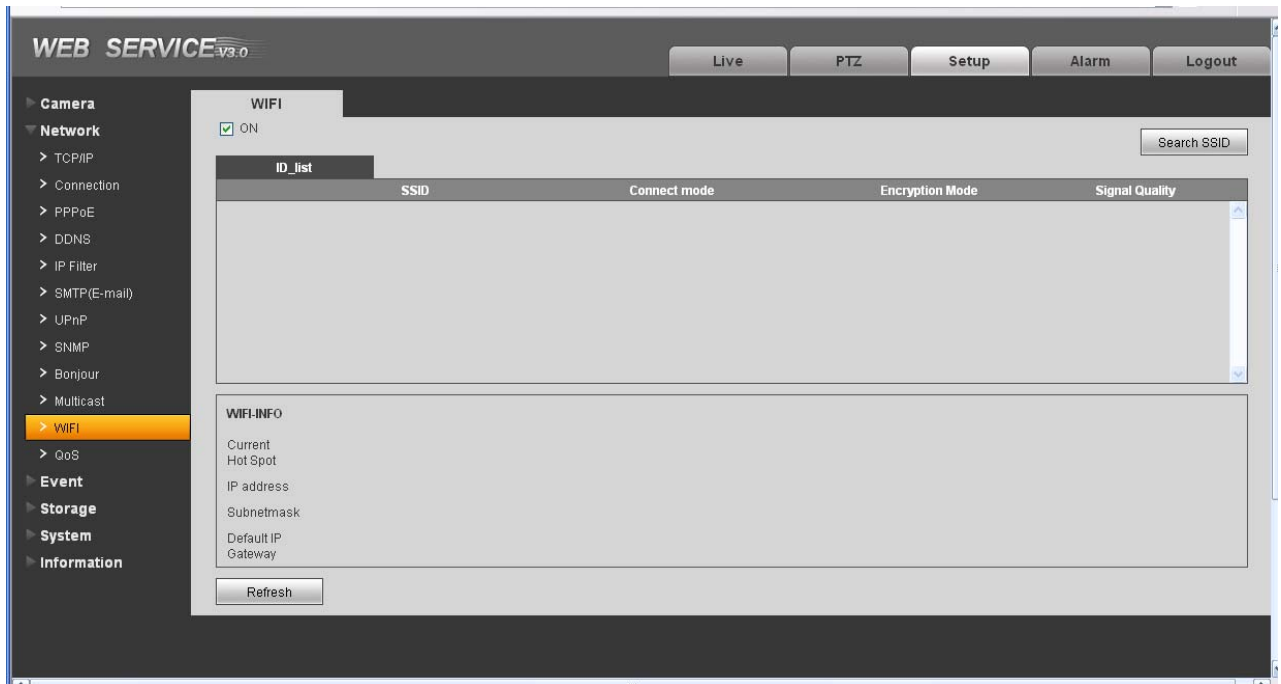 WEB SERVICE V3.0
Live PTZ Setup Alarm Logout
Camera
Network
> TCP/IP
> Connection
> PPPoE
> DDNS
> IP Filter
> SMTP(E-mail)
> UPnP
> SNMP
> Bonjour
> Multicast
> WIFI
> QoS
Event
Storage
System
Information
WIFI
ON
Search SSID
ID_list
SSID Connect mode Encryption Mode Signal Quality
WIFI-INFO
Current
Hot Spot
IP address
Subnetmask
Default IP
Gateway
Refresh